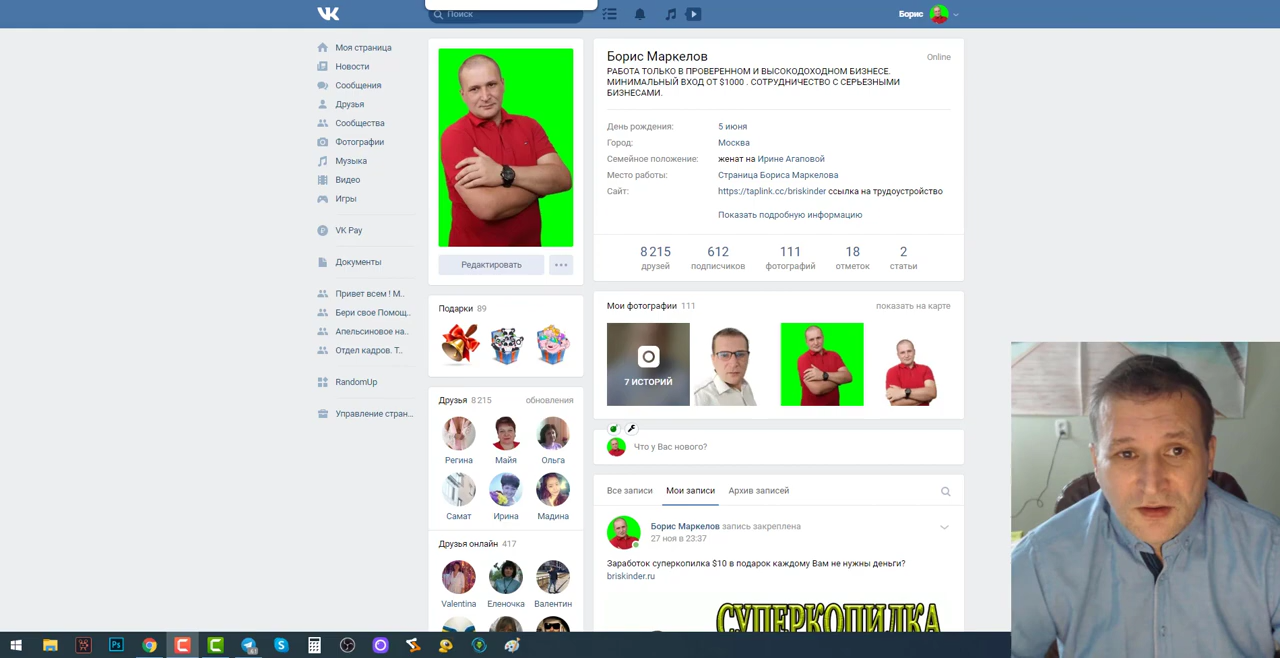 Поиск
Борис
Моя страница
Новости
Сообщения
Друзья
Сообщества
Фотографии
Музыка
Видео
Игры
VK Pay
Документы
Привет всем ! М..
Бери свое Помощ..
Апельсиновое на..
Отдел кадров. Т..
RandomUp
Управление стран...
Редактировать
Подарки 89
Друзья 8 215 обновления
Регина Майя Ольга
Самат Ирина Мадина
Друзья онлайн 417
Valentina Еленочка Валентин
Борис Маркелов Online
РАБОТА ТОЛЬКО В ПРОВЕРЕННОМ И ВЫСОКОДОХОДНОМ БИЗНЕСЕ.
МИНИМАЛЬНЫЙ ВХОД ОТ $1000 . СОТРУДНИЧЕСТВО С СЕРЬЕЗНЫМИ
БИЗНЕСАМИ.
День рождения: 5 июня
Город: Москва
Семейное положение: женат на Ирине Агаповой
Место работы: Страница Бориса Маркелова
Сайт: https://taplink.cc/briskinder ссылка на трудоустройство
Показать подробную информацию
8 215 612 111 18 2
друзей подписчиков фотографий отметок статьи
Мои фотографии 111 показать на карте
7 ИСТОРИЙ
Что у Вас нового?
Все записи Мои записи Архив записей
Борис Маркелов запись закреплена
27 ноя в 23:37
Заработок суперкопилка $10 в подарок каждому Вам не нужны деньги?
briskinder.ru
СУПЕРКОПИЛКА